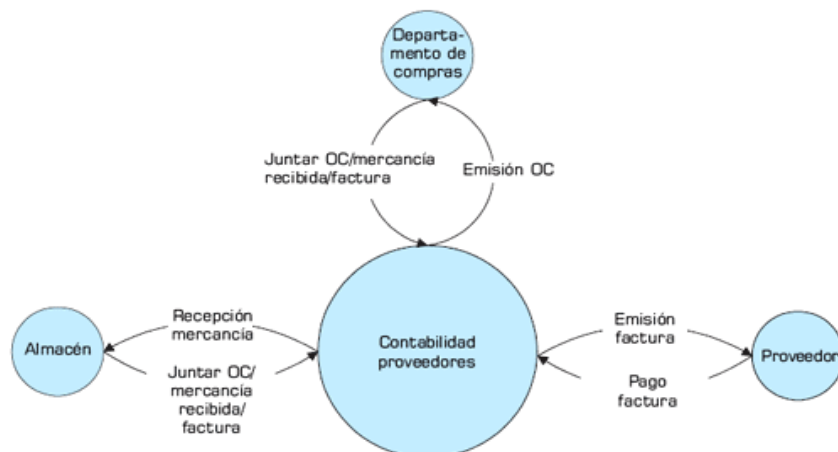 Departa-
mento de
compras
Juntar OC/mercancía
recibida/factura
Emisión OC
Recepción
mercancía
Almacén
Juntar OC/
mercancía
recibida/
factura
Contabilidad
proveedores
Emisión
factura
Proveedor
Pago
factura